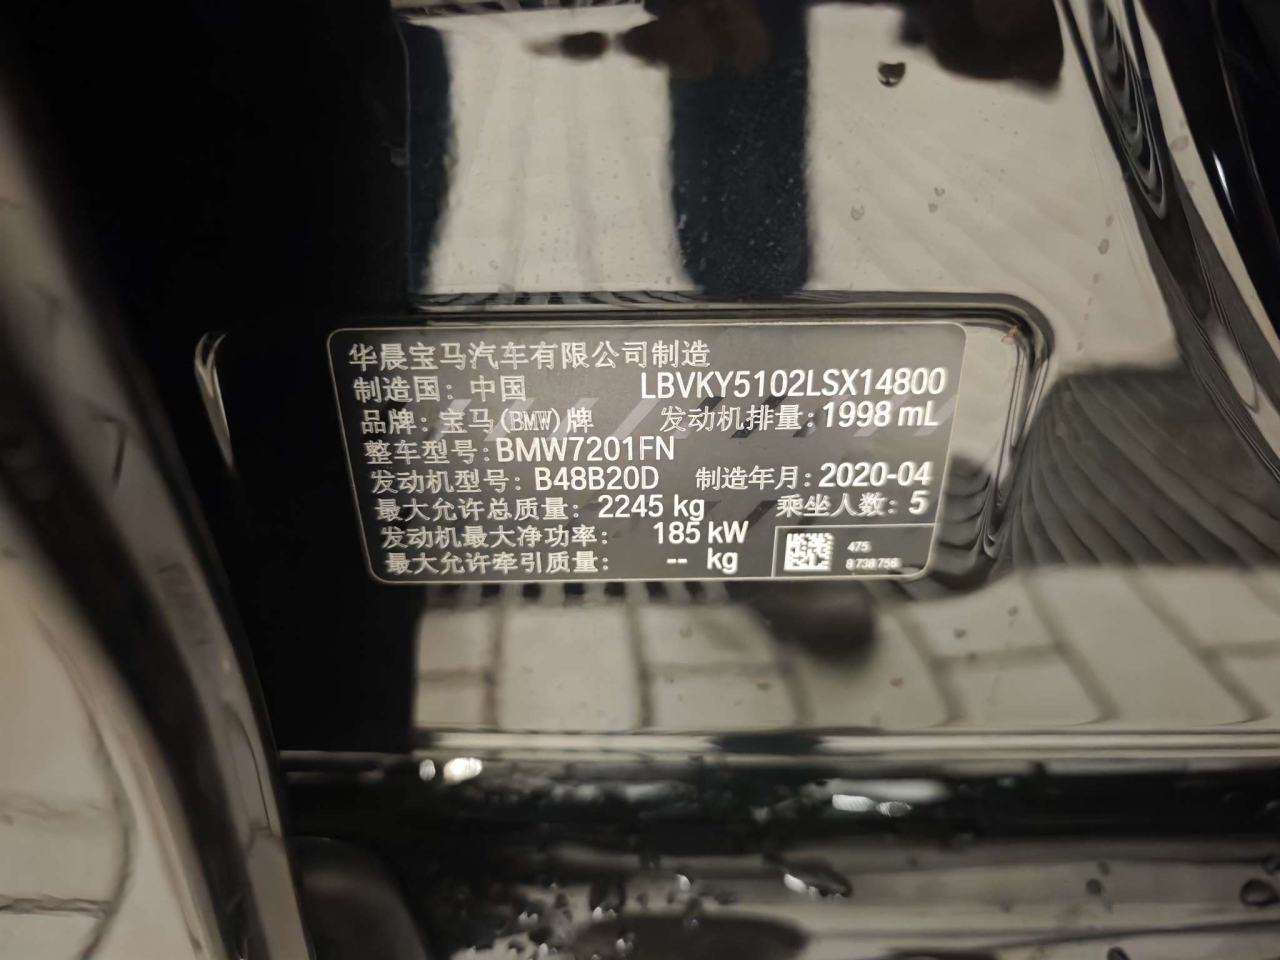 华晨宝马汽车有限公司制造
制造国：中国 LBVKY5102LSX14800
品牌：宝马(BMW)牌 发动机排量：1998 mL
整车型号：BMW7201FN
发动机型号：B48B20D 制造年月：2020-04
最大允许总质量：2245 kg 乘坐人数：5
发动机最大净功率：185 kW
最大允许牵引质量：-- kg
475
8 738 756